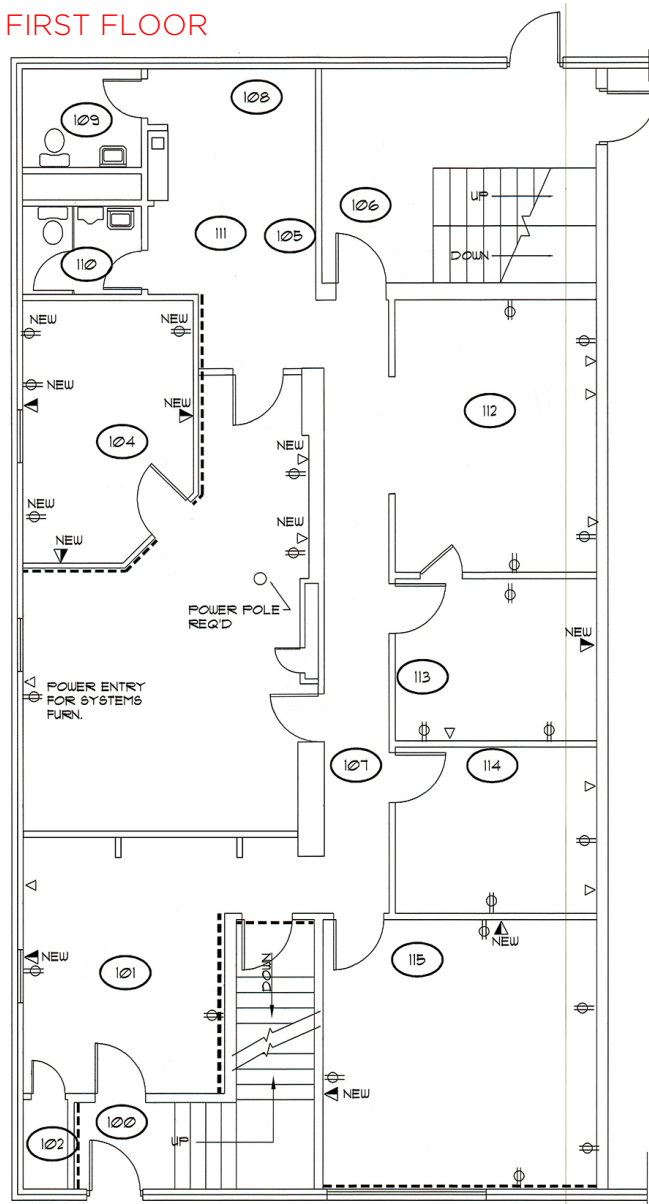 FIRST FLOOR
108
109
106
UP
111
105
DOWN
110
NEW
NEW
NEW
NEW
112
104
NEW
NEW
NEW
NEW
POWER POLE
REQ'D
NEW
113
POWER ENTRY
FOR SYSTEMS
FURN.
107
114
NEW
NEW
115
101
DOWN
NEW
100
102
UP